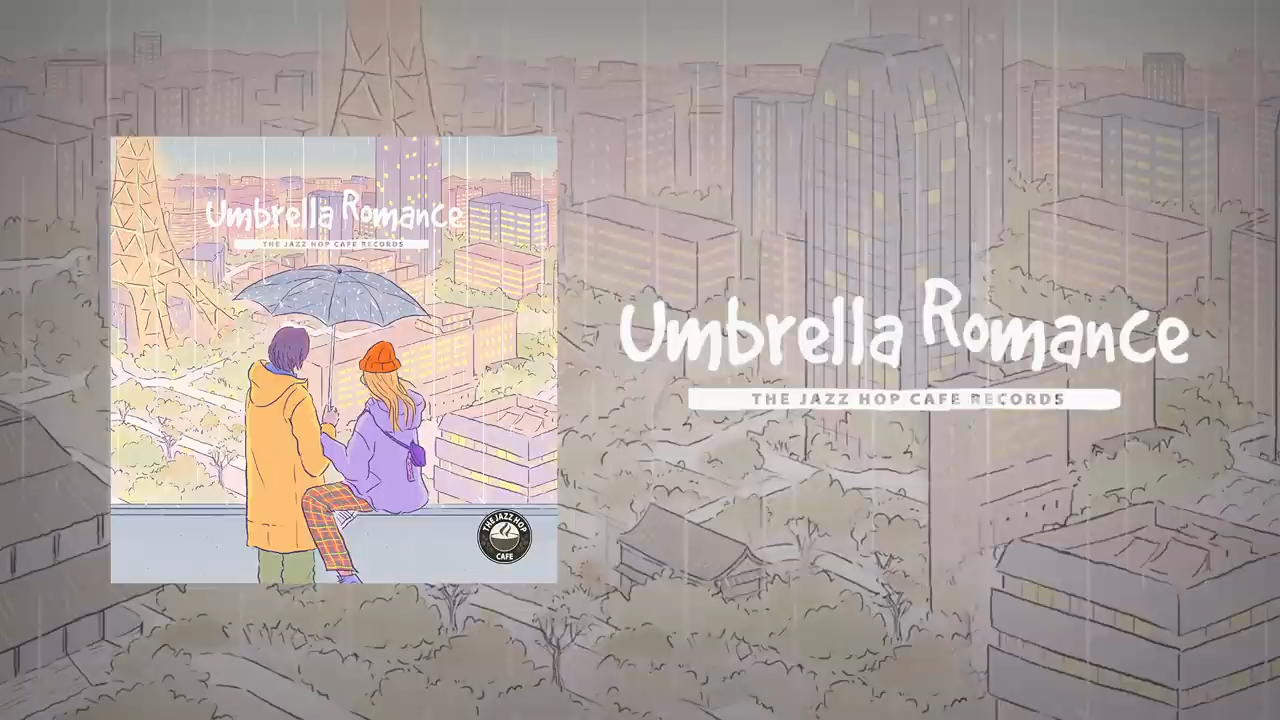 Umbrella Romance
THE JAZZ HOP CAFE RECORDS
THE JAZZ HOP
CAFE
Umbrella Romance
THE JAZZ HOP CAFE RECORDS